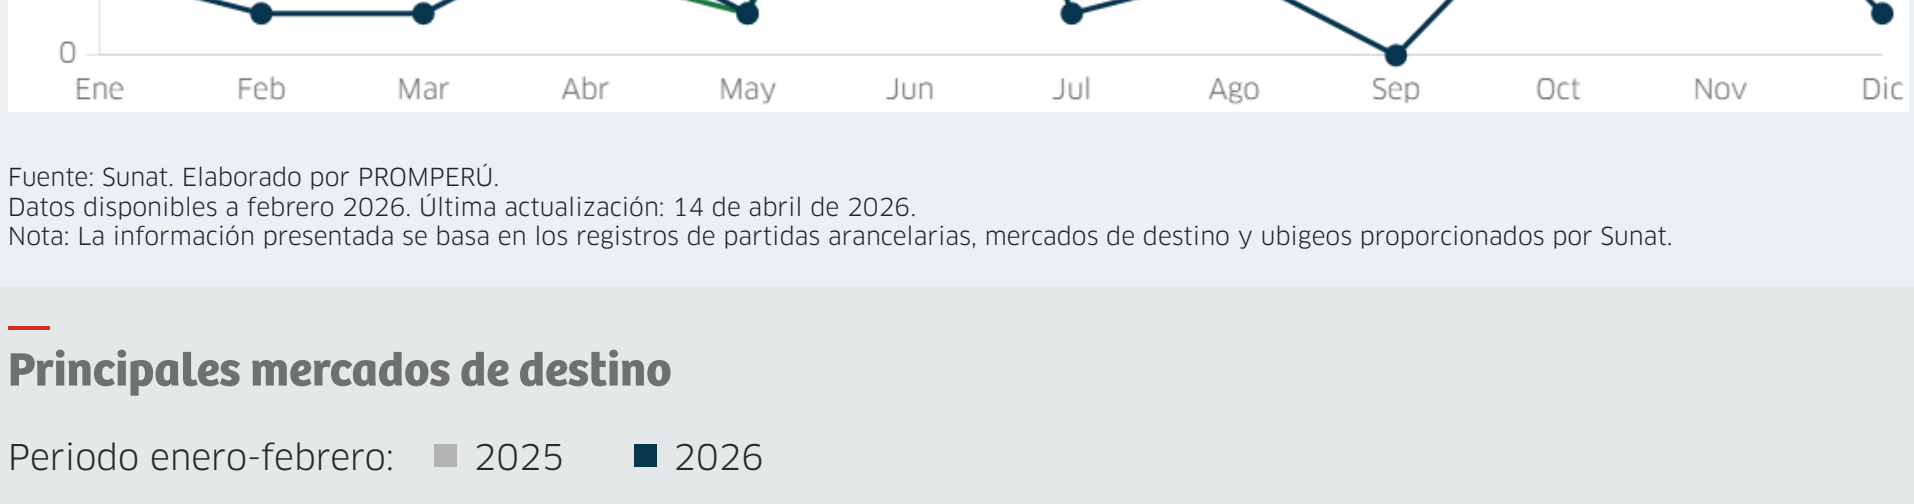 0
Ene Feb Mar Abr May Jun Jul Ago Sep Oct Nov Dic
Fuente: Sunat. Elaborado por PROMPERÚ.
Datos disponibles a febrero 2026. Última actualización: 14 de abril de 2026.
Nota: La información presentada se basa en los registros de partidas arancelarias, mercados de destino y ubigeos proporcionados por Sunat.
Principales mercados de destino
Periodo enero-febrero: 2025 2026